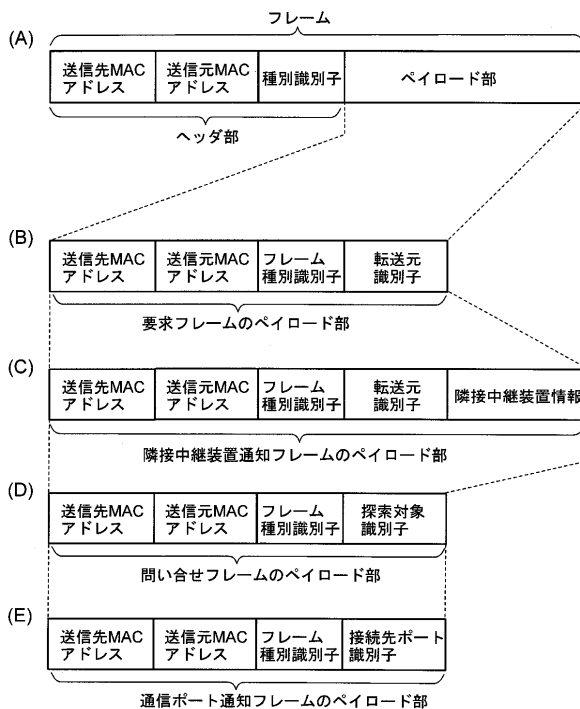 フレーム
(A)
送信先MAC
アドレス
送信元MAC
アドレス
種別識別子
ペイロード部
ヘッダ部
(B)
送信先MAC
アドレス
送信元MAC
アドレス
フレーム
種別識別子
転送元
識別子
要求フレームのペイロード部
(C)
送信先MAC
アドレス
送信元MAC
アドレス
フレーム
種別識別子
転送元
識別子
隣接中継装置情報
隣接中継装置通知フレームのペイロード部
(D)
送信先MAC
アドレス
送信元MAC
アドレス
フレーム
種別識別子
探索対象
識別子
問い合せフレームのペイロード部
(E)
送信先MAC
アドレス
送信元MAC
アドレス
フレーム
種別識別子
接続先ポート
識別子
通信ポート通知フレームのペイロード部